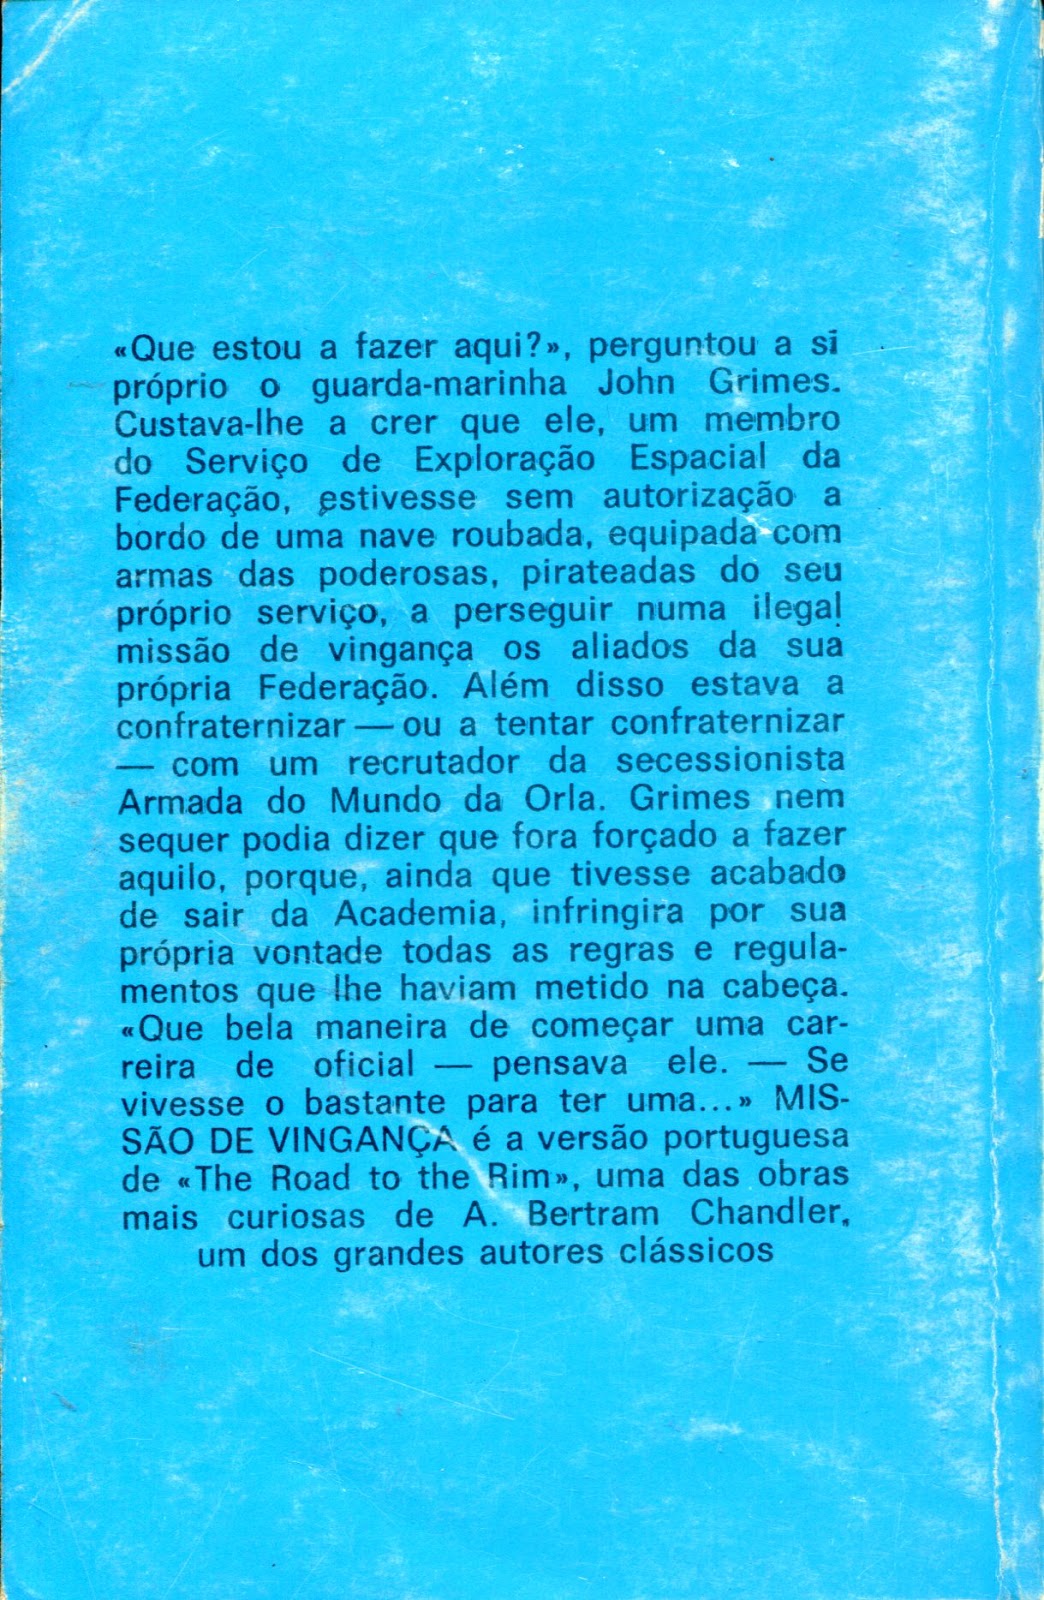 «Que estou a fazer aqui?», perguntou a si
próprio o guarda-marinha John Grimes.
Custava-lhe a crer que ele, um membro
do Serviço de Exploração Espacial da
Federação, estivesse sem autorização a
bordo de uma nave roubada, equipada com
armas das poderosas, pirateadas do seu
próprio serviço, a perseguir numa ilegal
missão de vingança os aliados da sua
própria Federação. Além disso estava a
confraternizar — ou a tentar confraternizar
— com um recrutador da secessionista
Armada do Mundo da Orla. Grimes nem
sequer podia dizer que fora forçado a fazer
aquilo, porque, ainda que tivesse acabado
de sair da Academia, infringira por sua
própria vontade todas as regras e regula-
mentos que lhe haviam metido na cabeça.
«Que bela maneira de começar uma car-
reira de oficial — pensava ele. — Se
vivesse o bastante para ter uma...» MIS-
SÃO DE VINGANÇA é a versão portuguesa
de «The Road to the Rim», uma das obras
mais curiosas de A. Bertram Chandler,
um dos grandes autores clássicos